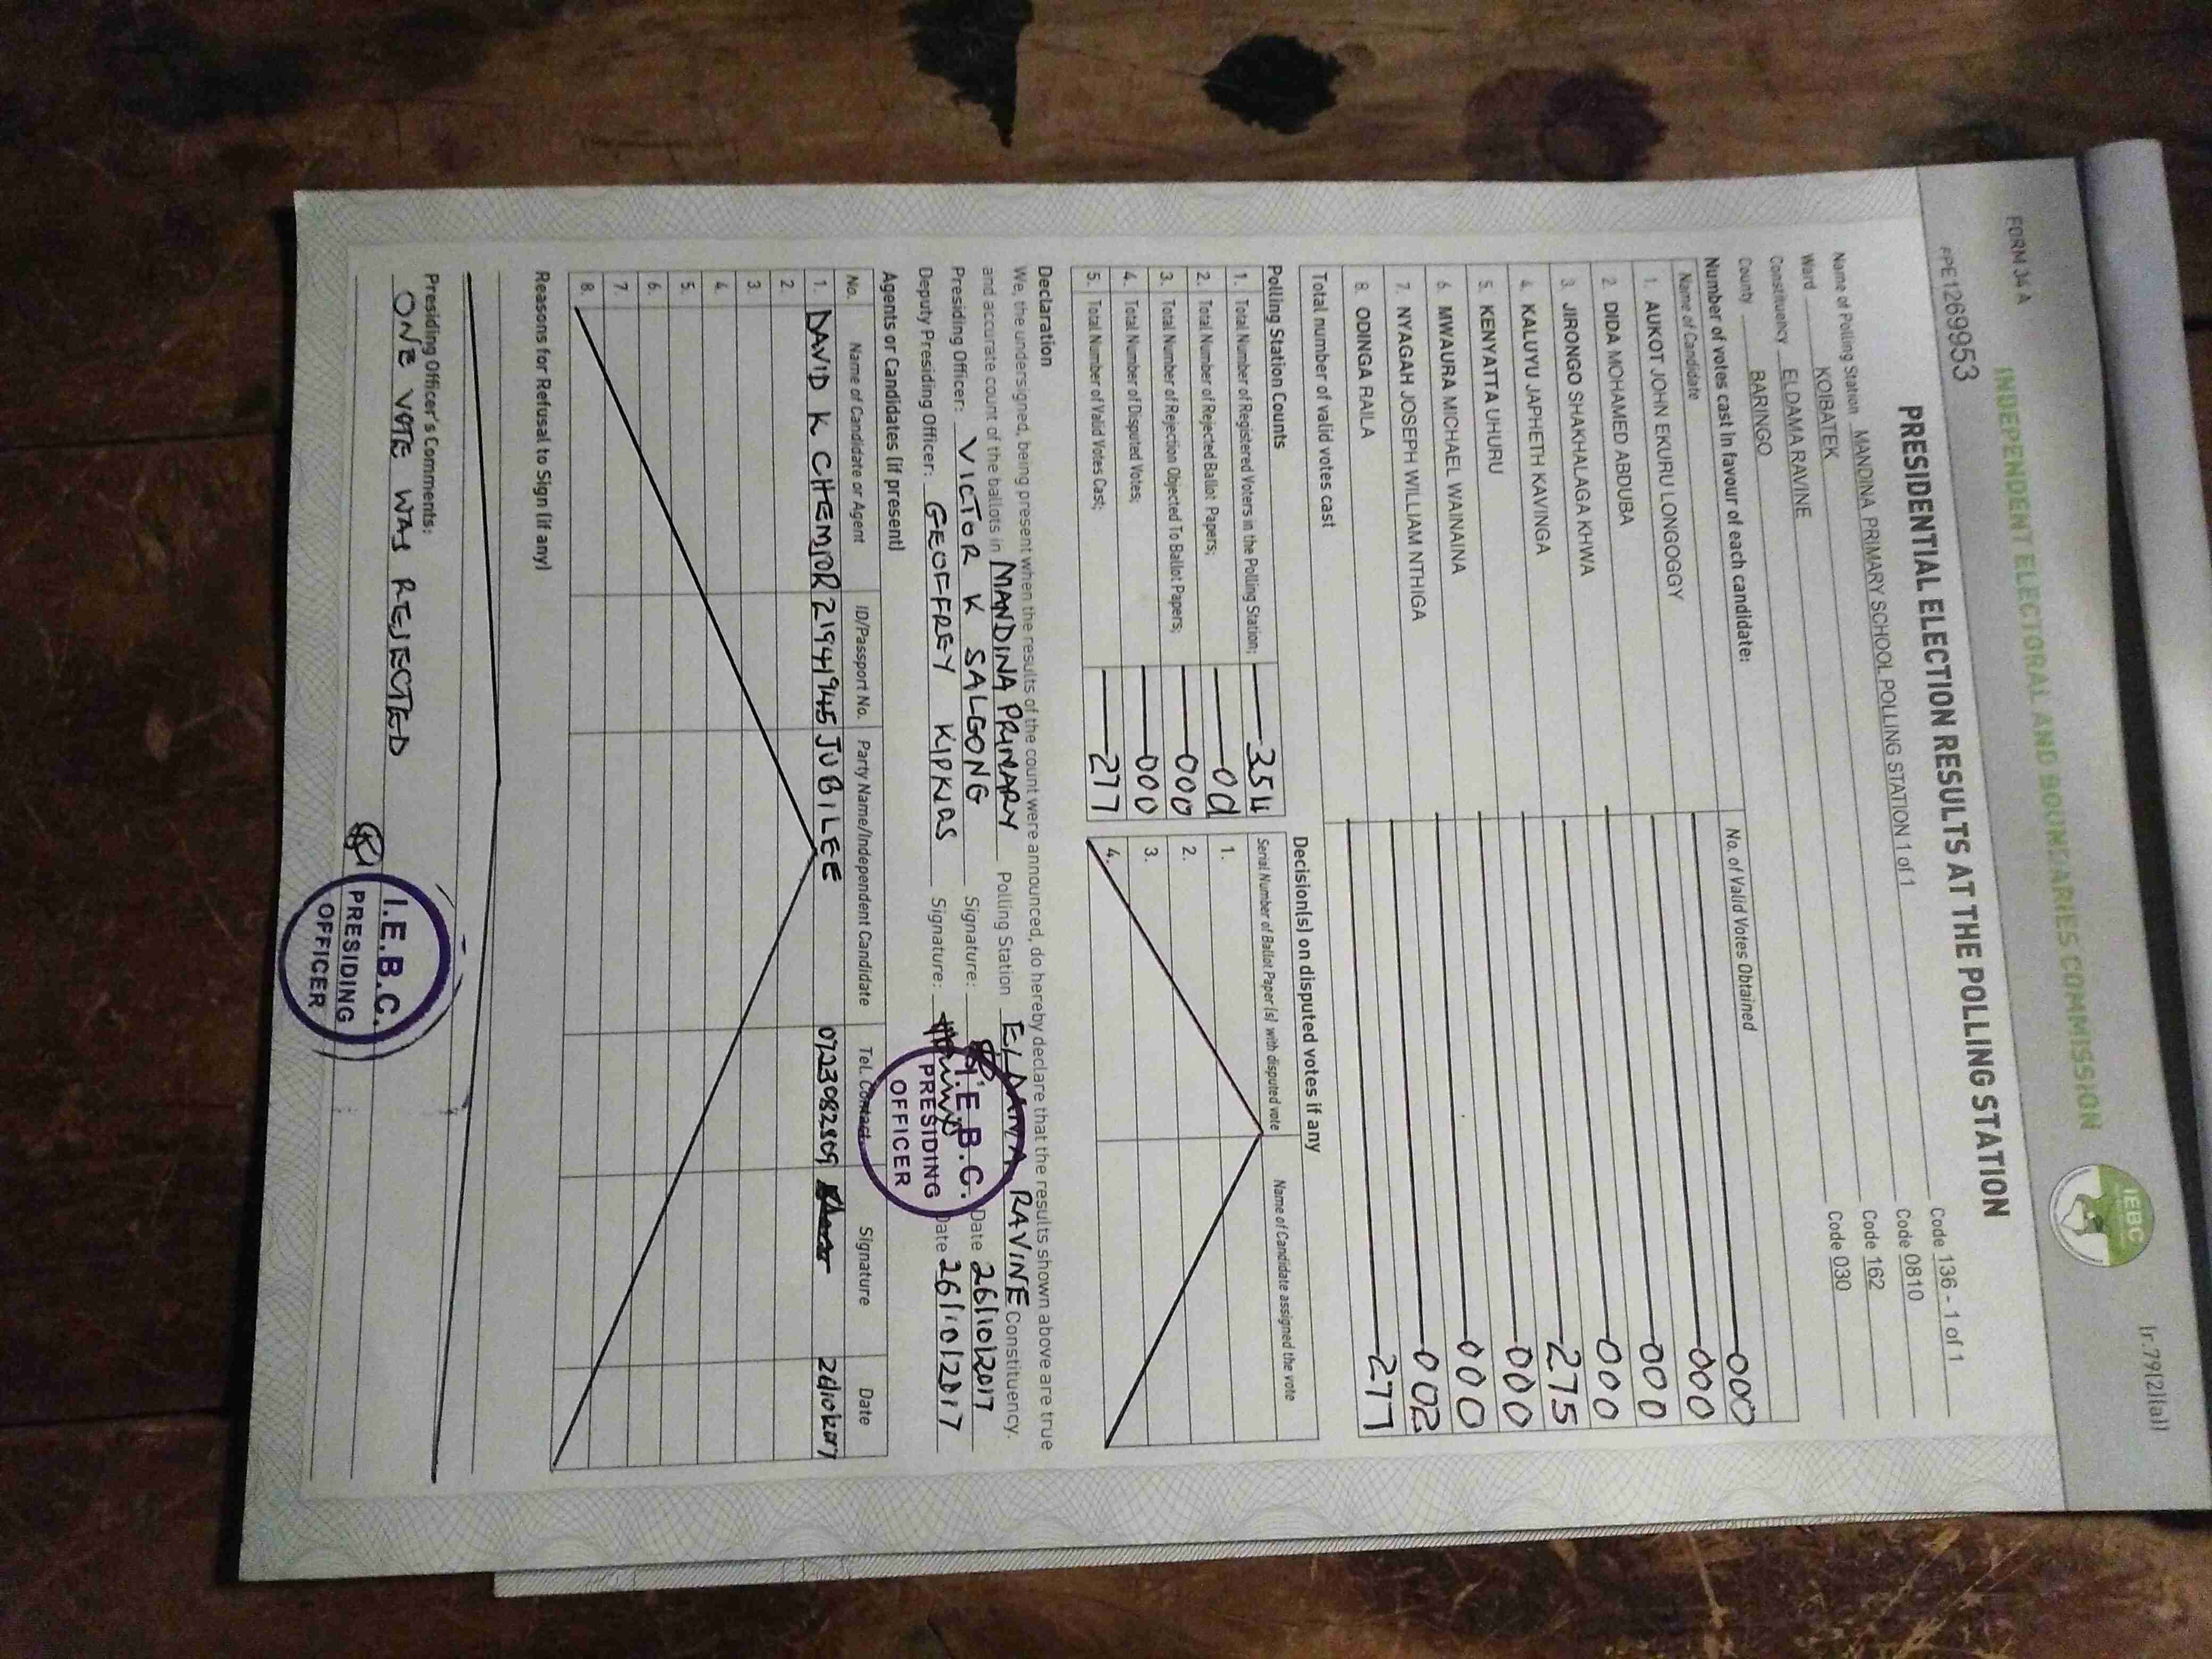 FORM 34 A
Ir.79(2)(a))
INDEPENDENT ELECTORAL AND BOUNDARIES COMMISSION
IEBC
PPE1269953
PRESIDENTIAL ELECTION RESULTS AT THE POLLING STATION
Name of Polling Station MANDINA PRIMARY SCHOOL POLLING STATION 1 of 1 Code 136 - 1 of 1
Ward KOIBATEK Code 0810
Constituency ELDAMA RAVINE Code 162
County BARINGO Code 030
Number of votes cast in favour of each candidate:
Name of Candidate No. of Valid Votes Obtained
1. AUKOT JOHN EKURU LONGOGGY 000
2. DIDA MOHAMED ABDUBA 000
3. JIRONGO SHAKHALAGA KHWA 000
4. KALUYU JAPHETH KAVINGA 000
5. KENYATTA UHURU 275
6. MWAURA MICHAEL WAINAINA 000
7. NYAGAH JOSEPH WILLIAM NTHIGA 000
8. ODINGA RAILA 002
Total number of valid votes cast 277
Polling Station Counts
1. Total Number of Registered Voters in the Polling Station; 354
2. Total Number of Rejected Ballot Papers;
3. Total Number of Rejection Objected To Ballot Papers; 000
4. Total Number of Disputed Votes; 000
5. Total Number of Valid Votes Cast; 277
Decision(s) on disputed votes if any
Serial Number of Ballot Paper (s) with disputed vote Name of Candidate assigned the vote
1.
2.
3.
4.
Declaration
We, the undersigned, being present when the results of the count were announced, do hereby declare that the results shown above are true
and accurate count of the ballots in MANDINA PRIMARY Polling Station ELDAMA RAVINE Constituency.
Presiding Officer: VICTOR K SALGONG Signature: Date 26/10/2017
Deputy Presiding Officer: GEOFFREY KIPKIAS Signature: Date 26/10/2017
I.E.B.C.
PRESIDING
OFFICER
Agents or Candidates (if present)
No. Name of Candidate or Agent ID/Passport No. Party Name/Independent Candidate Tel. Contact Signature Date
1. DAVID K CHEMJOR 21941945 JUBILEE 0723082809
2.
3.
4.
5.
6.
7.
8.
Reasons for Refusal to Sign (if any)
Presiding Officer's Comments:
ONE VOTE WAS REJECTED
I.E.B.C.
PRESIDING
OFFICER